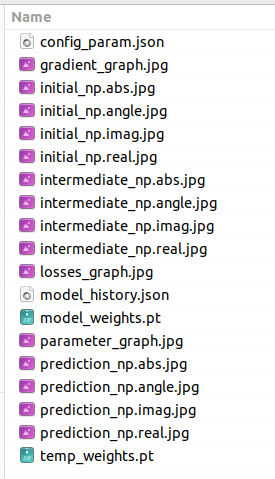 Name
config_param.json
gradient_graph.jpg
initial_np.abs.jpg
initial_np.angle.jpg
initial_np.imag.jpg
initial_np.real.jpg
intermediate_np.abs.jpg
intermediate_np.angle.jpg
intermediate_np.imag.jpg
intermediate_np.real.jpg
losses_graph.jpg
model_history.json
model_weights.pt
parameter_graph.jpg
prediction_np.abs.jpg
prediction_np.angle.jpg
prediction_np.imag.jpg
prediction_np.real.jpg
temp_weights.pt